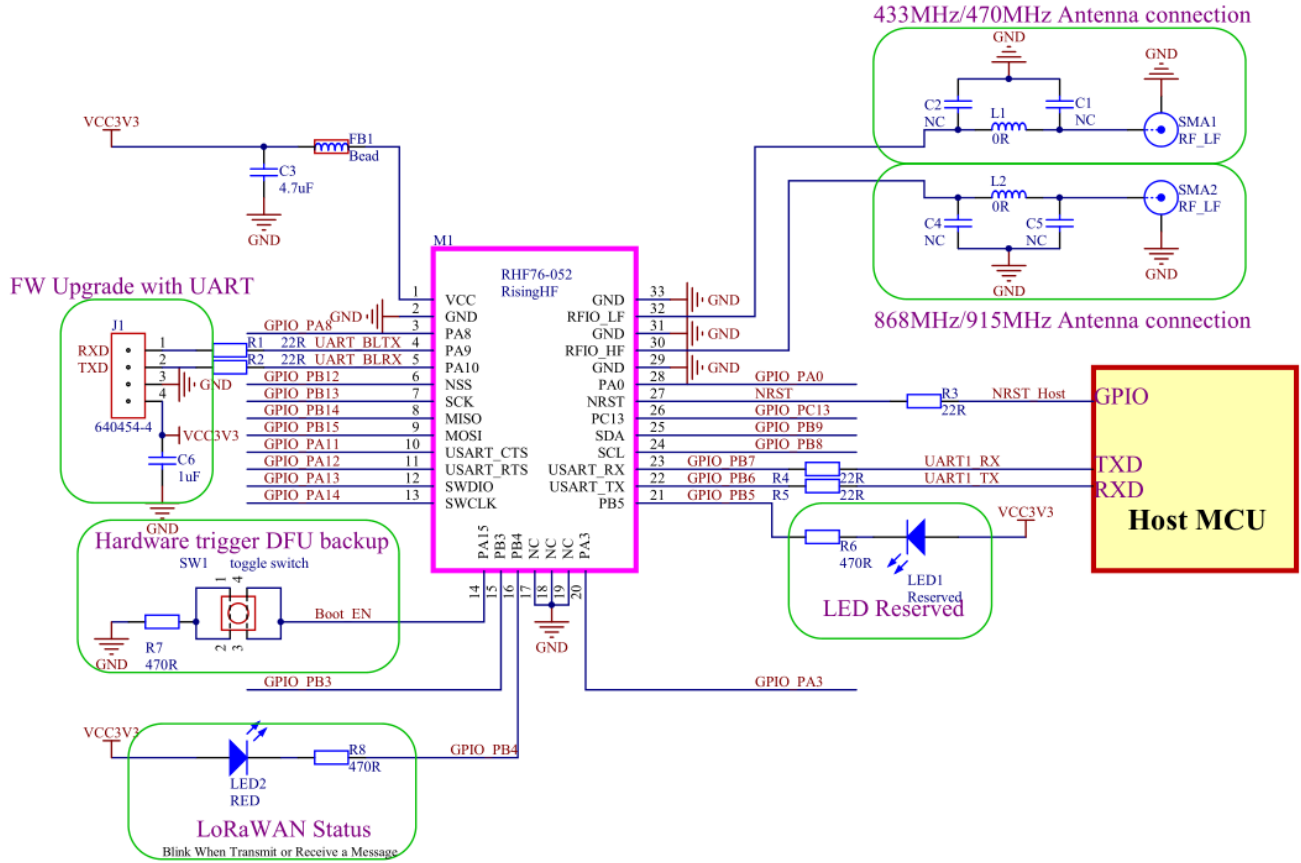 433MHz/470MHz Antenna connection
GND
GND
C2
NC
L1
0R
C1
NC
SMA1
RF_LF
VCC3V3
FB1
Bead
C3
4.7uF
GND
L2
0R
C4
NC
C5
NC
SMA2
RF_LF
GND
GND
868MHz/915MHz Antenna connection
M1
RHF76-052
RisingHF
1 VCC
2 GND
3 PA8
4 PA9
5 PA10
6 NSS
7 SCK
8 MISO
9 MOSI
10 USART_CTS
11 USART_RTS
12 SWDIO
13 SWCLK
GND 33
RFIO_LF 32
GND 31
RFIO_HF 30
GND 29
PA0 28
NRST 27
PC13 26
SDA 25
SCL 24
USART_RX 23
USART_TX 22
PB5 21
PA15
PB3
PB4
NC
NC
NC
PA3
14
15
16
17
18
19
20
GND
GND
GND
GND
GND
FW Upgrade with UART
J1
RXD
TXD
1
2
3
4
GND
640454-4
VCC3V3
C6
1uF
GND
GPIO_PA8
R1 22R UART_BLTX
R2 22R UART_BLRX
GPIO_PB12
GPIO_PB13
GPIO_PB14
GPIO_PB15
GPIO_PA11
GPIO_PA12
GPIO_PA13
GPIO_PA14
GPIO_PA0
NRST
R3
22R
NRST_Host
GPIO_PC13
GPIO_PB9
GPIO_PB8
GPIO_PB7
UART1_RX
GPIO_PB6
R4
22R
UART1_TX
GPIO_PB5
R5
22R
GPIO
TXD
RXD
Host MCU
VCC3V3
R6
470R
LED1
Reserved
LED Reserved
Hardware trigger DFU backup
SW1
toggle switch
1
4
2
3
Boot_EN
R7
470R
GND
GND
GPIO_PB3
GPIO_PA3
VCC3V3
R8
470R
GPIO_PB4
LED2
RED
LoRaWAN Status
Blink When Transmit or Receive a Message